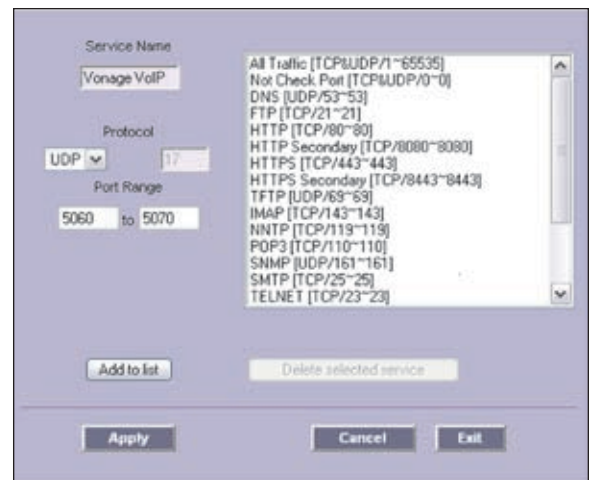 Service Name
Vonage VoIP
Protocol
UDP
17
Port Range
5060 to 5070
All Traffic [TCP&UDP/1~65535]
Not Check Port [TCP&UDP/0~0]
DNS [UDP/53~53]
FTP [TCP/21~21]
HTTP [TCP/80~80]
HTTP Secondary [TCP/8080~8080]
HTTPS [TCP/443~443]
HTTPS Secondary [TCP/8443~8443]
TFTP [UDP/69~69]
IMAP [TCP/143~143]
NNTP [TCP/119~119]
POP3 [TCP/110~110]
SNMP [UDP/161~161]
SMTP [TCP/25~25]
TELNET [TCP/23~23]
Add to list
Delete selected service
Apply
Cancel
Exit